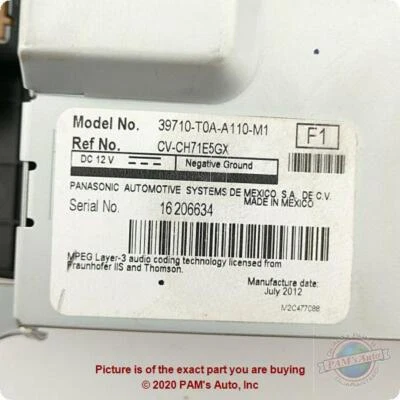 Model No. 39710-T0A-A110-M1 F1
Ref No. CV-CH71E5GX
DC 12 V Negative Ground
PANASONIC AUTOMOTIVE SYSTEMS DE MEXICO S.A. DE C.V.
MADE IN MEXICO
Serial No. 16206634
MPEG Layer-3 audio coding technology licensed from
Fraunhofer IIS and Thomson.
Manufacture date:
July 2012
Picture is of the exact part you are buying
© 2020 PAM's Auto, Inc
PAM's Auto